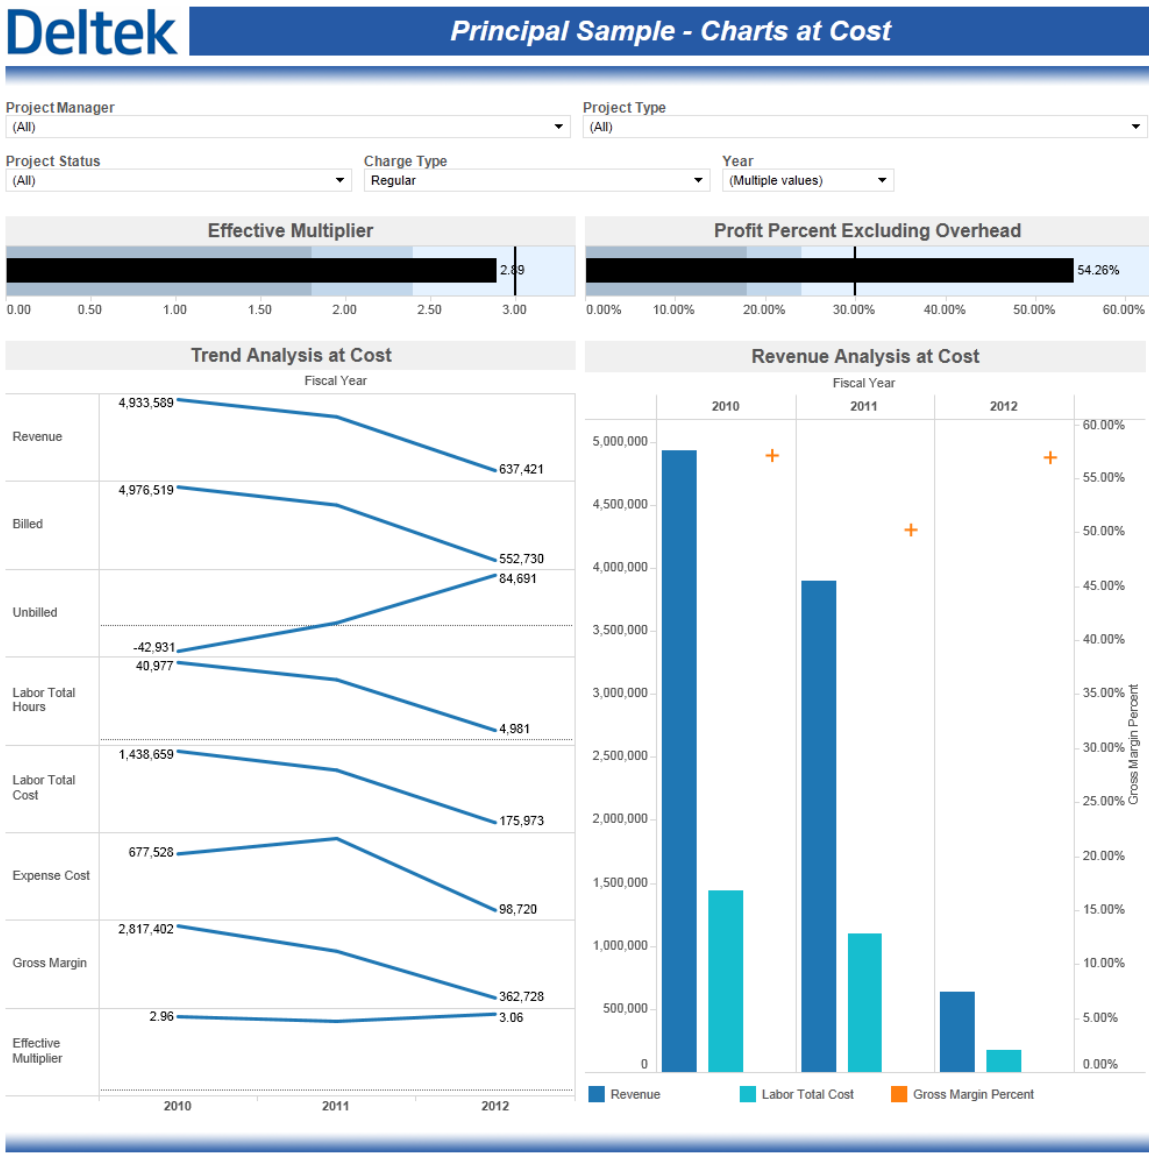 Deltek
Principal Sample - Charts at Cost
Project Manager
(All)
Project Type
(All)
Project Status
(All)
Charge Type
Regular
Year
(Multiple values)
Effective Multiplier
2.89
0.00 0.50 1.00 1.50 2.00 2.50 3.00
Profit Percent Excluding Overhead
54.26%
0.00% 10.00% 20.00% 30.00% 40.00% 50.00% 60.00%
Trend Analysis at Cost
Fiscal Year
Revenue
4,933,589
637,421
Billed
4,976,519
552,730
Unbilled
-42,931
84,691
Labor Total
Hours
40,977
4,981
Labor Total
Cost
1,438,659
175,973
Expense Cost
677,528
98,720
Gross Margin
2,817,402
362,728
Effective
Multiplier
2.96
3.06
2010 2011 2012
Revenue Analysis at Cost
Fiscal Year
2010 2011 2012
5,000,000
4,500,000
4,000,000
3,500,000
3,000,000
2,500,000
2,000,000
1,500,000
1,000,000
500,000
0
60.00%
55.00%
50.00%
45.00%
40.00%
35.00%
30.00%
25.00%
20.00%
15.00%
10.00%
5.00%
0.00%
Gross Margin Percent
Revenue
Labor Total Cost
Gross Margin Percent